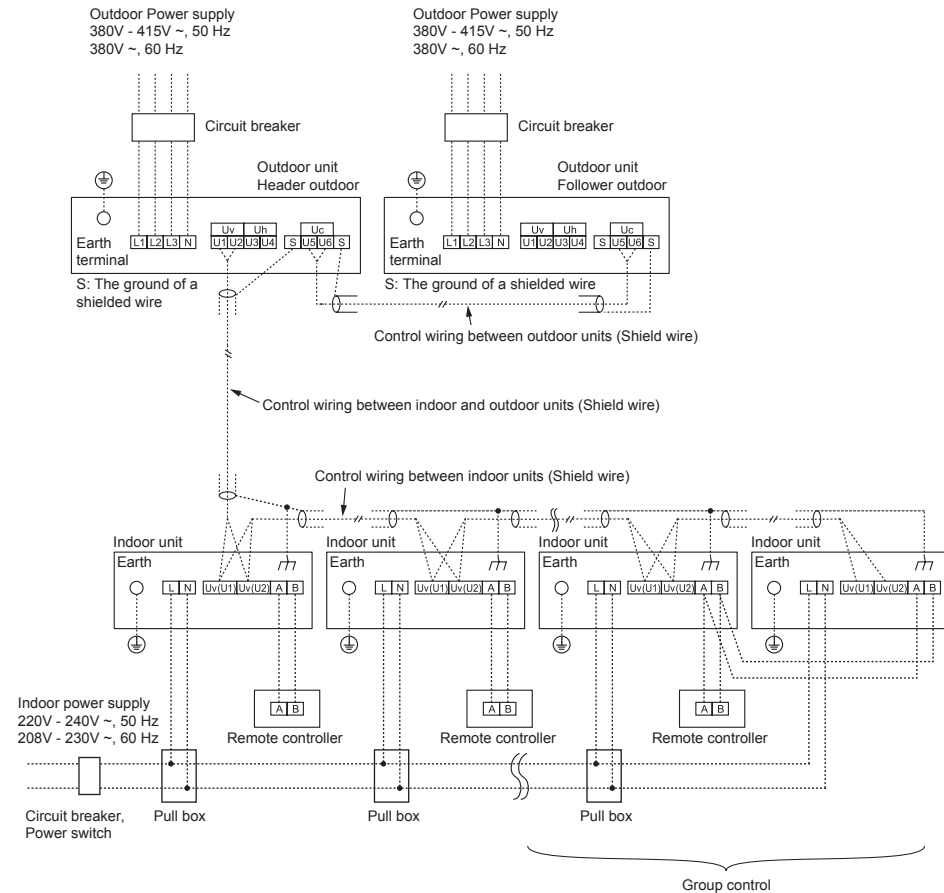 Outdoor Power supply
380V - 415V ~, 50 Hz
380V ~, 60 Hz
Outdoor Power supply
380V - 415V ~, 50 Hz
380V ~, 60 Hz
Circuit breaker
Circuit breaker
Outdoor unit
Header outdoor
Outdoor unit
Follower outdoor
Uv Uh Uc
Earth terminal
L1 L2 L3 N U1 U2 U3 U4 S U5 U6 S
Uv Uh Uc
Earth terminal
L1 L2 L3 N U1 U2 U3 U4 S U5 U6 S
S: The ground of a
shielded wire
S: The ground of a shielded wire
Control wiring between outdoor units (Shield wire)
Control wiring between indoor and outdoor units (Shield wire)
Control wiring between indoor units (Shield wire)
Indoor unit
Earth
L N Uv(U1) Uv(U2) A B
Indoor unit
Earth
L N Uv(U1) Uv(U2) A B
Indoor unit
Earth
L N Uv(U1) Uv(U2) A B
Indoor unit
Earth
L N Uv(U1) Uv(U2) A B
Indoor power supply
220V - 240V ~, 50 Hz
208V - 230V ~, 60 Hz
A B
Remote controller
A B
Remote controller
A B
Remote controller
Circuit breaker,
Power switch
Pull box
Pull box
Pull box
Group control